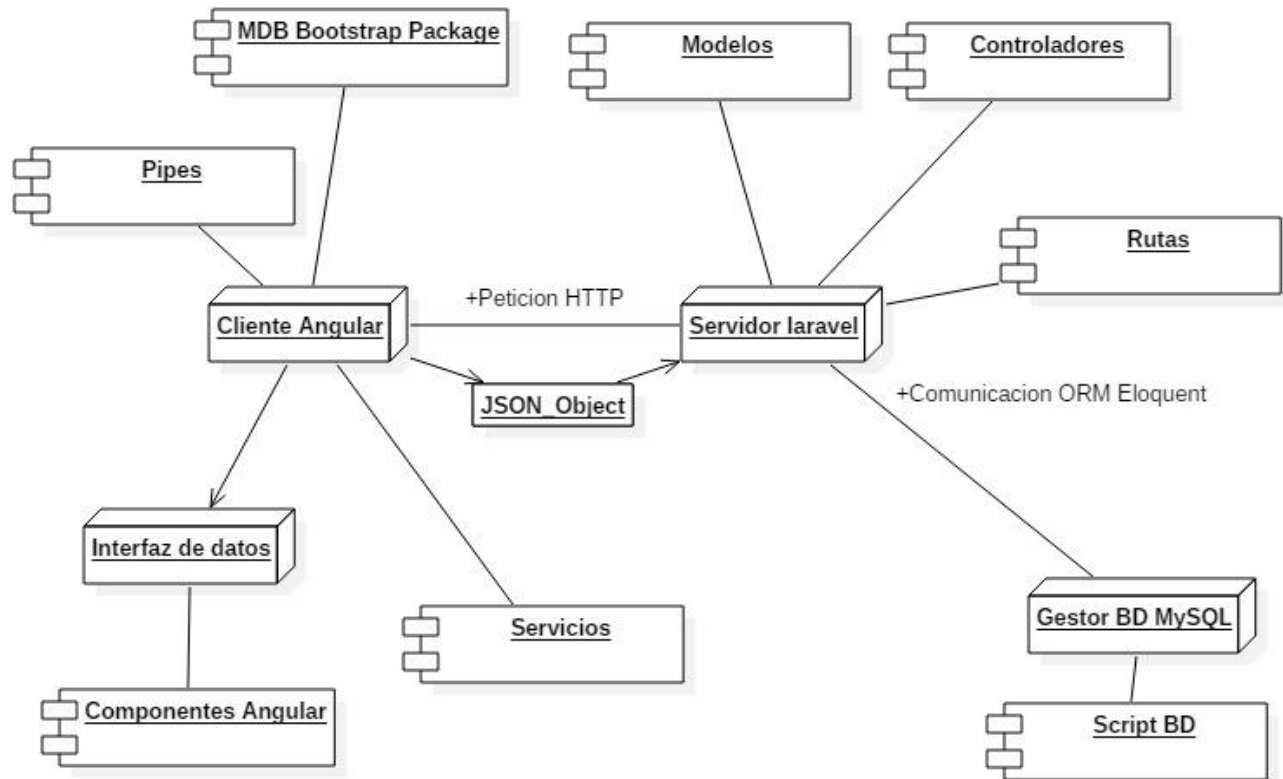 MDB Bootstrap Package
Modelos
Controladores
Pipes
Rutas
+Peticion HTTP
Cliente Angular
Servidor laravel
JSON_Object
+Comunicacion ORM Eloquent
Interfaz de datos
Servicios
Gestor BD MySQL
Componentes Angular
Script BD